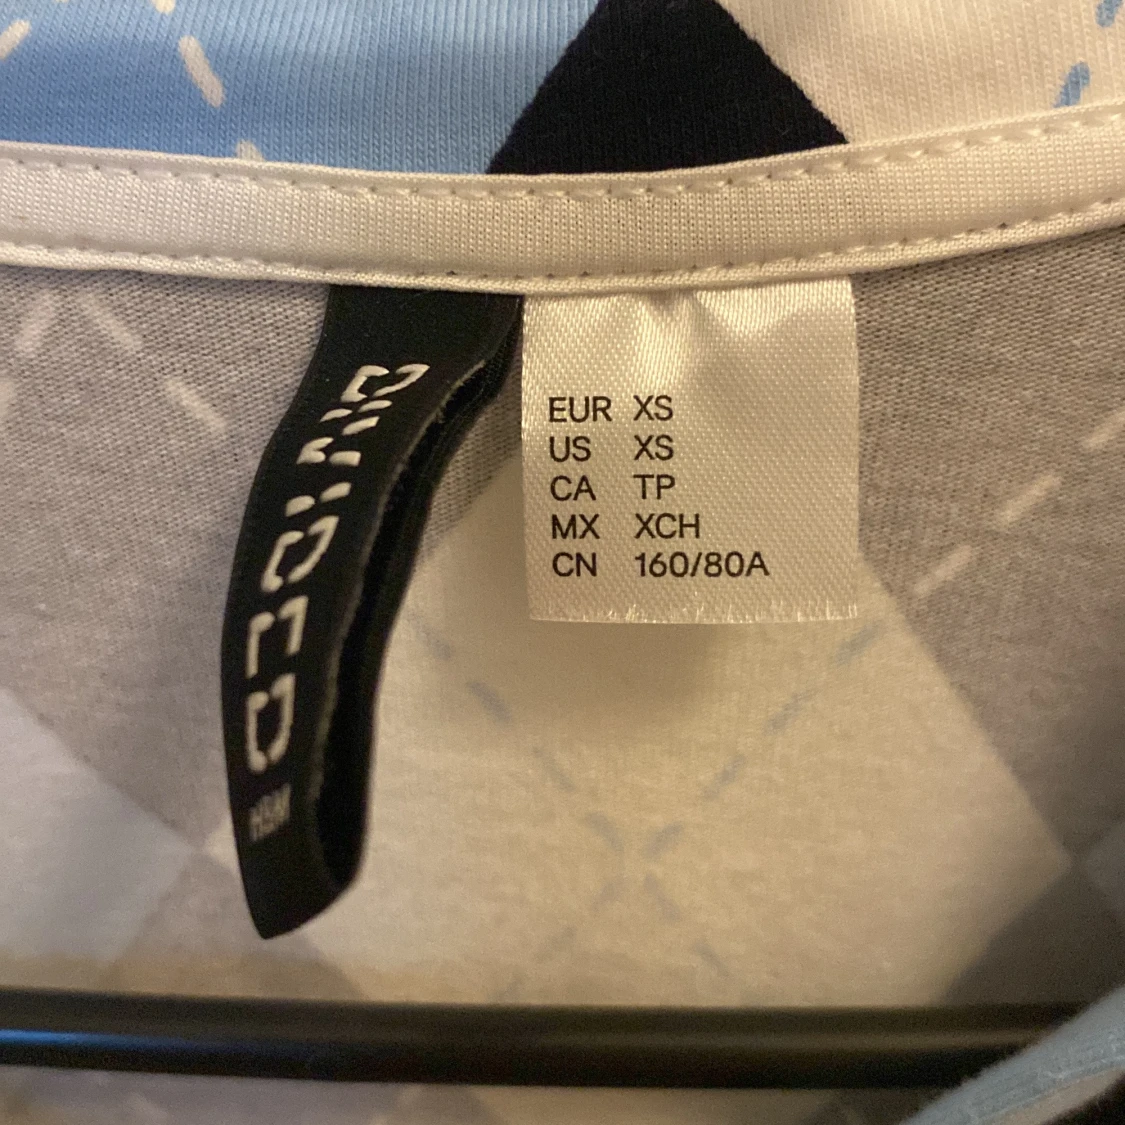 DIVIDED
H&M
EUR XS
US XS
CA TP
MX XCH
CN 160/80A